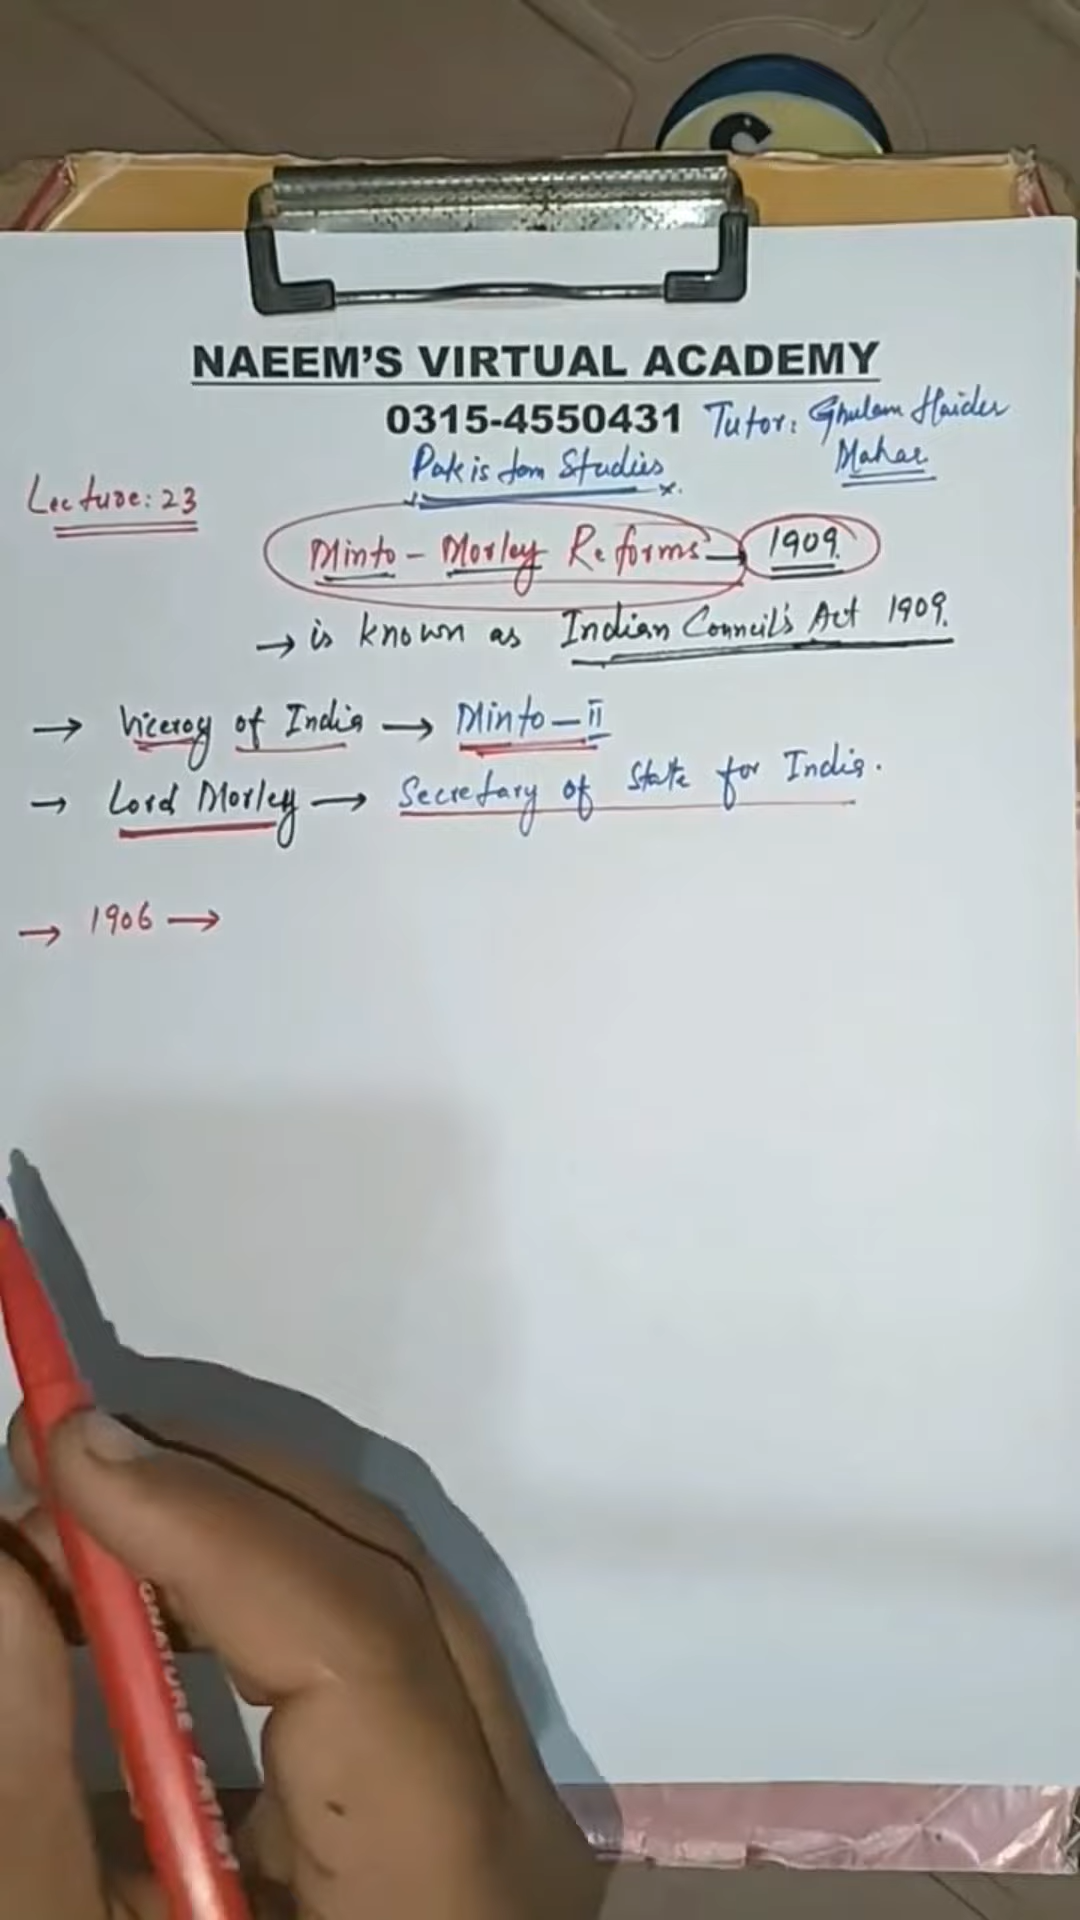 NAEEM'S VIRTUAL ACADEMY
0315-4550431 Tutor: Ghulam Haider
Mahar
Pakistan Studies
Lecture: 23
Minto - Morley Reforms → 1909
→ is known as Indian Council's Act 1909.
→ Viceroy of India → Minto - II
→ Lord Morley → Secretary of State for India.
→ 1906 →